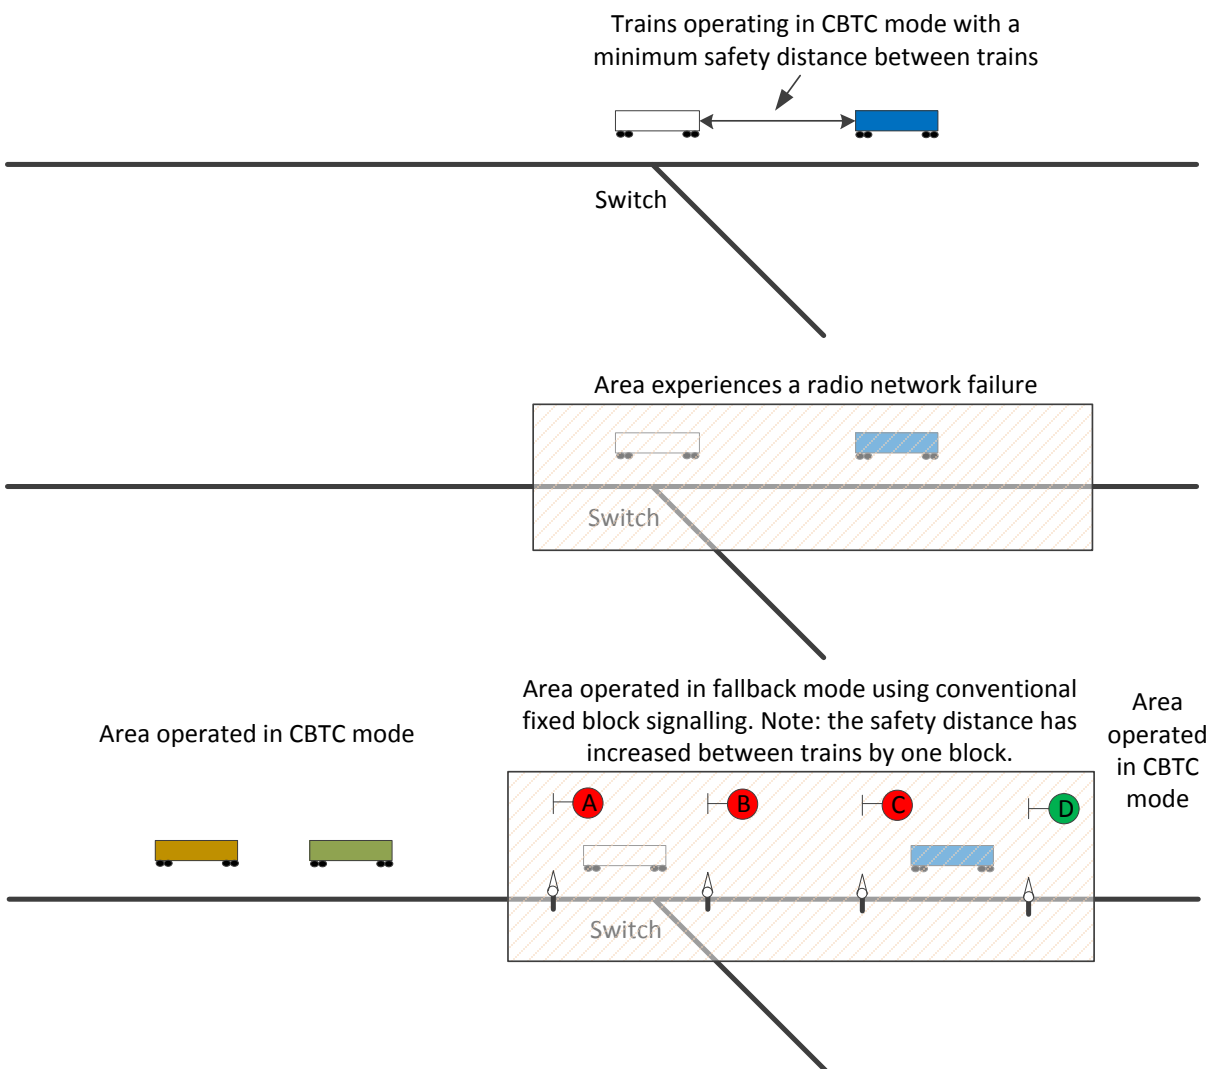 Trains operating in CBTC mode with a
minimum safety distance between trains
Switch
Area experiences a radio network failure
Switch
Area operated in CBTC mode
Area operated in fallback mode using conventional
fixed block signalling. Note: the safety distance has
increased between trains by one block.
Area
operated
in CBTC
mode
A
B
C
D
Switch